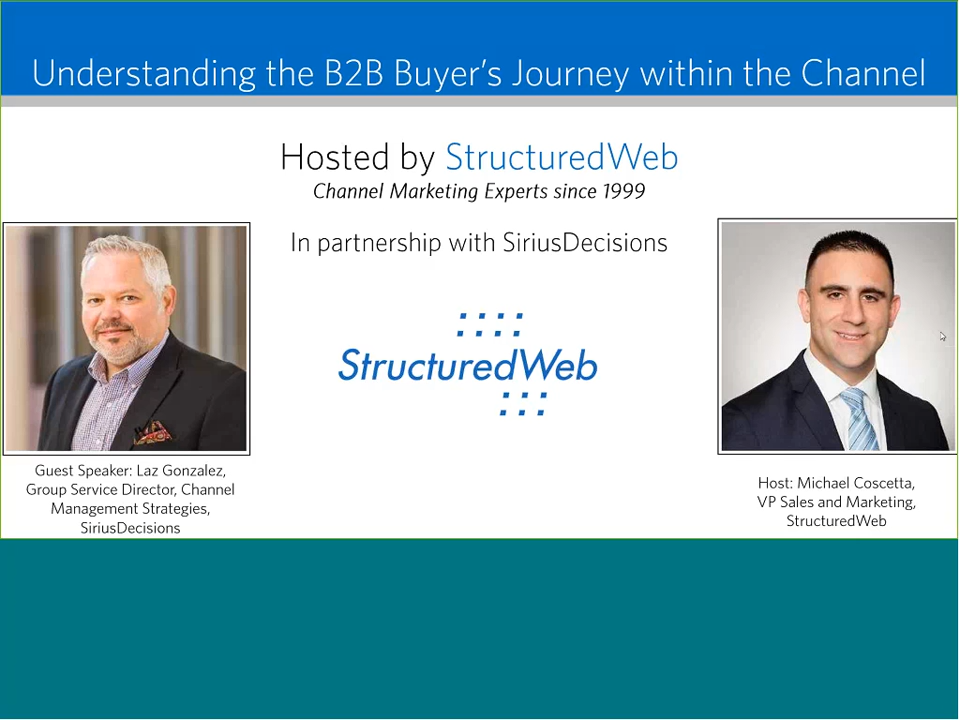 Understanding the B2B Buyer's Journey within the Channel
Hosted by StructuredWeb
Channel Marketing Experts since 1999
In partnership with SiriusDecisions
StructuredWeb
Guest Speaker: Laz Gonzalez,
Group Service Director, Channel
Management Strategies,
SiriusDecisions
Host: Michael Coscetta,
VP Sales and Marketing,
StructuredWeb